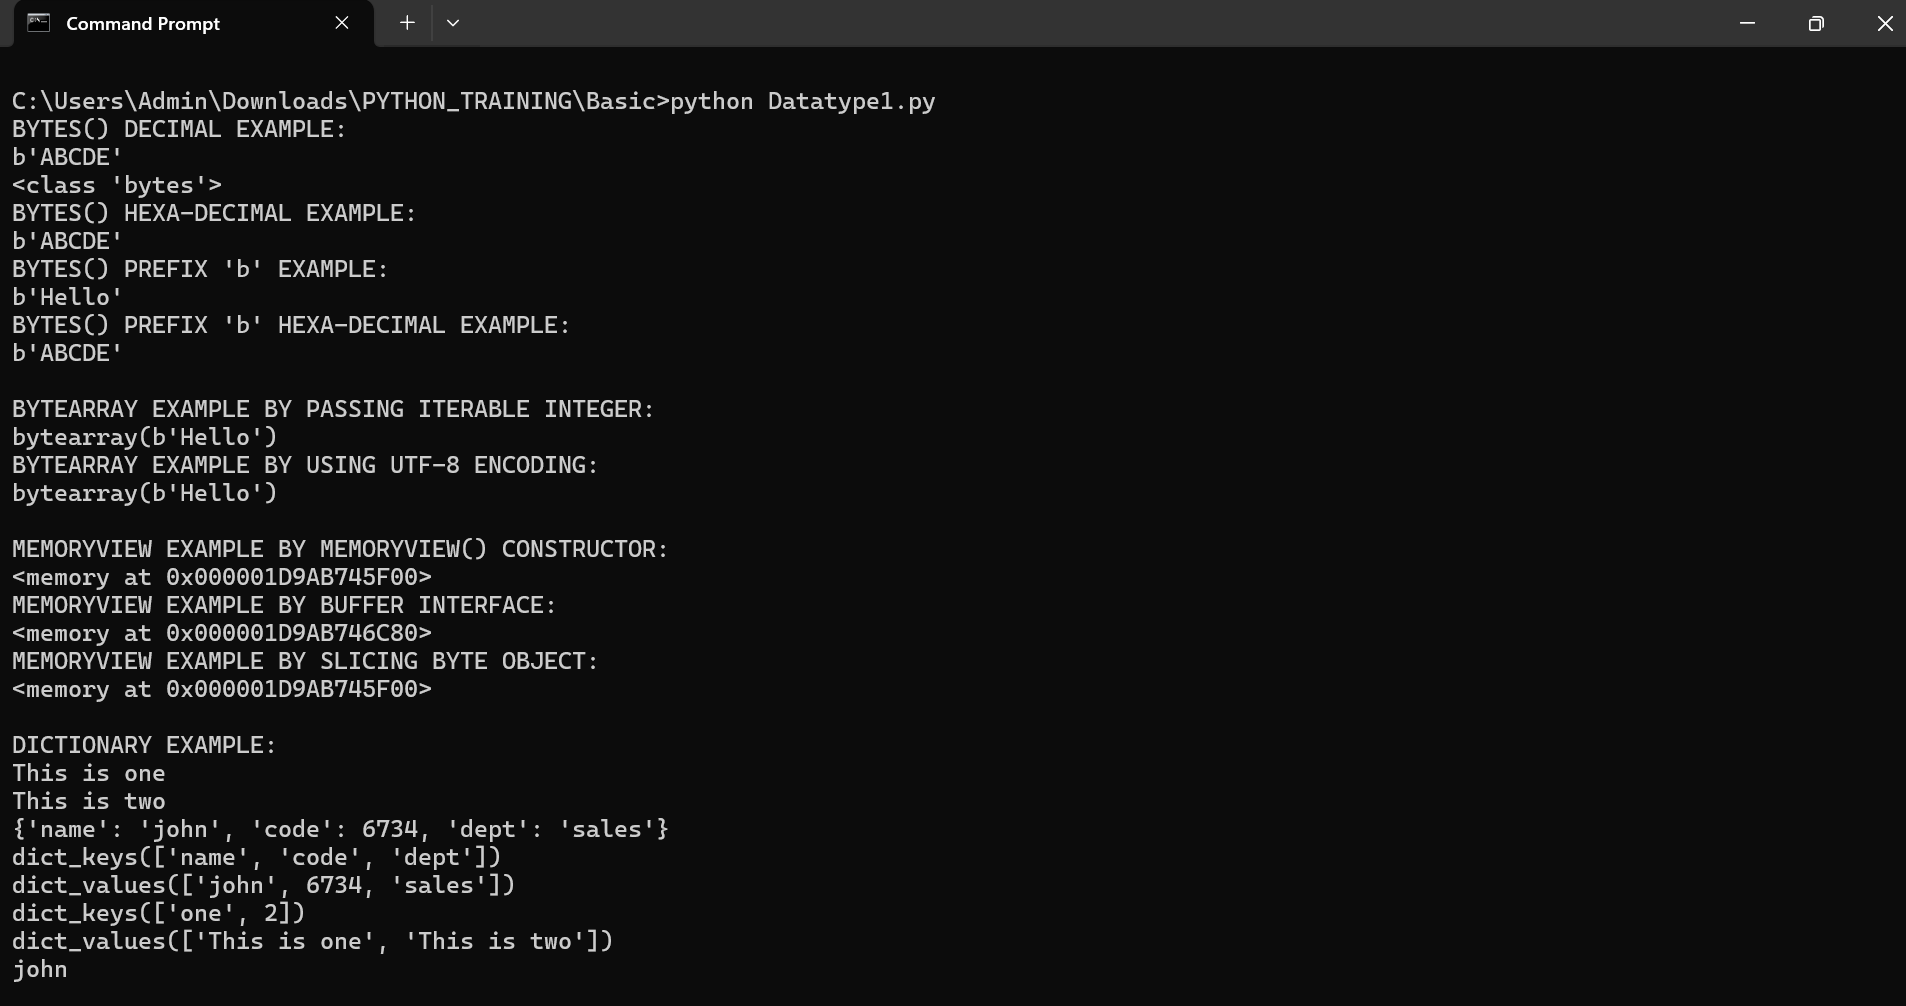 Command Prompt
C:\Users\Admin\Downloads\PYTHON_TRAINING\Basic>python Datatype1.py
BYTES() DECIMAL EXAMPLE:
b'ABCDE'
<class 'bytes'>
BYTES() HEXA-DECIMAL EXAMPLE:
b'ABCDE'
BYTES() PREFIX 'b' EXAMPLE:
b'Hello'
BYTES() PREFIX 'b' HEXA-DECIMAL EXAMPLE:
b'ABCDE'
BYTEARRAY EXAMPLE BY PASSING ITERABLE INTEGER:
bytearray(b'Hello')
BYTEARRAY EXAMPLE BY USING UTF-8 ENCODING:
bytearray(b'Hello')
MEMORYVIEW EXAMPLE BY MEMORYVIEW() CONSTRUCTOR:
<memory at 0x000001D9AB745F00>
MEMORYVIEW EXAMPLE BY BUFFER INTERFACE:
<memory at 0x000001D9AB746C80>
MEMORYVIEW EXAMPLE BY SLICING BYTE OBJECT:
<memory at 0x000001D9AB745F00>
DICTIONARY EXAMPLE:
This is one
This is two
{'name': 'john', 'code': 6734, 'dept': 'sales'}
dict_keys(['name', 'code', 'dept'])
dict_values(['john', 6734, 'sales'])
dict_keys(['one', 2])
dict_values(['This is one', 'This is two'])
john